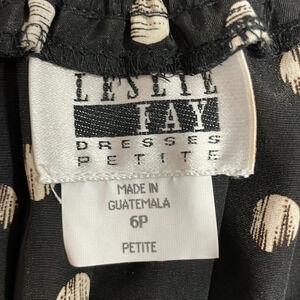 LESLIE
FAY
DRESSES
PETITE
MADE IN
GUATEMALA
6P
PETITE